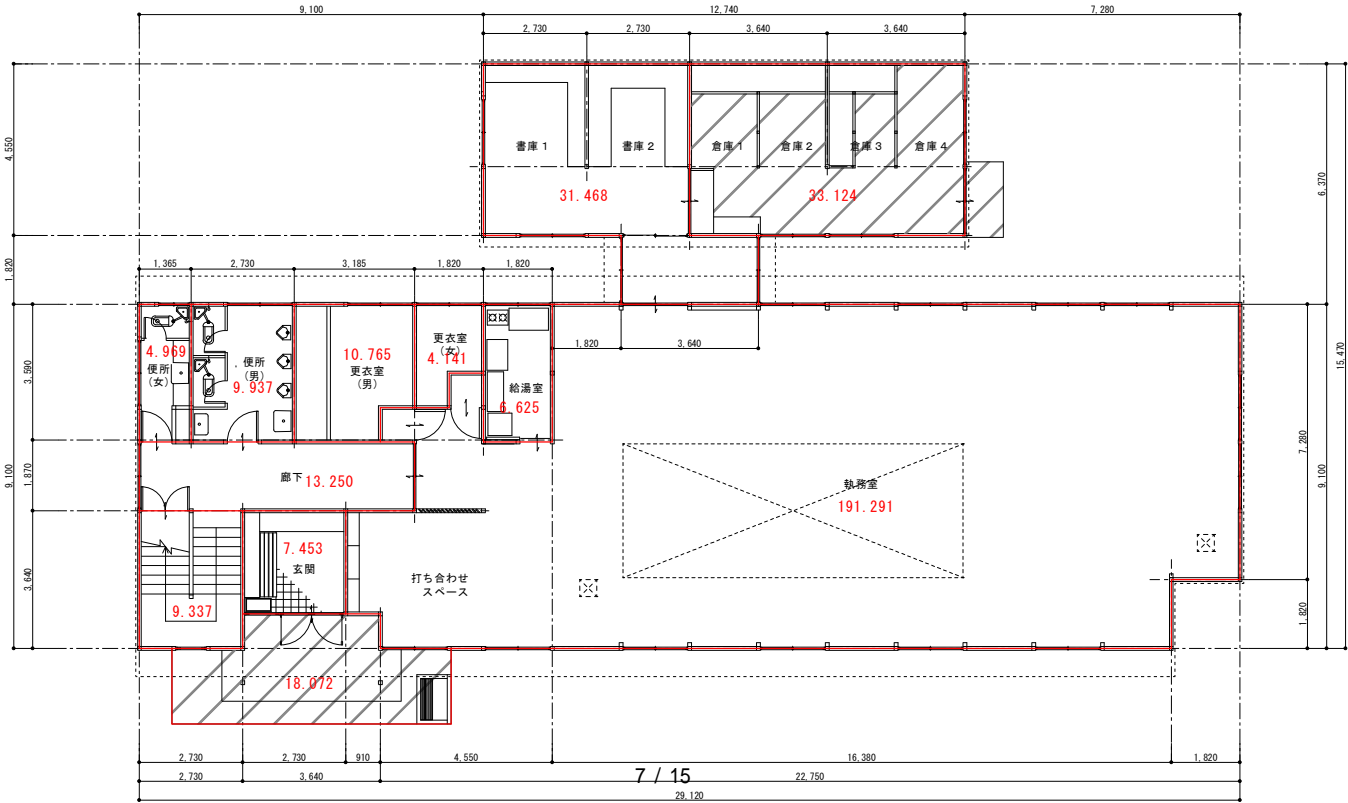 9,100
12,740
7,280
2,730
2,730
3,640
3,640
4,550
6,370
15,470
書庫1
書庫2
倉庫1
倉庫2
倉庫3
倉庫4
31.468
33.124
1,820
1,365
2,730
3,185
1,820
1,820
4.969
便所
(女)
便所
(男)
9.937
10.765
更衣室
(男)
更衣室
(女)
4.141
給湯室
6.625
1,820
3,640
3,590
9,100
1,870
3,640
7,280
9,100
1,820
廊下
13.250
執務室
191.291
7.453
玄関
打ち合わせ
スペース
9.337
18.072
2,730
2,730
910
4,550
16,380
1,820
2,730
3,640
22,750
7 / 15
29,120